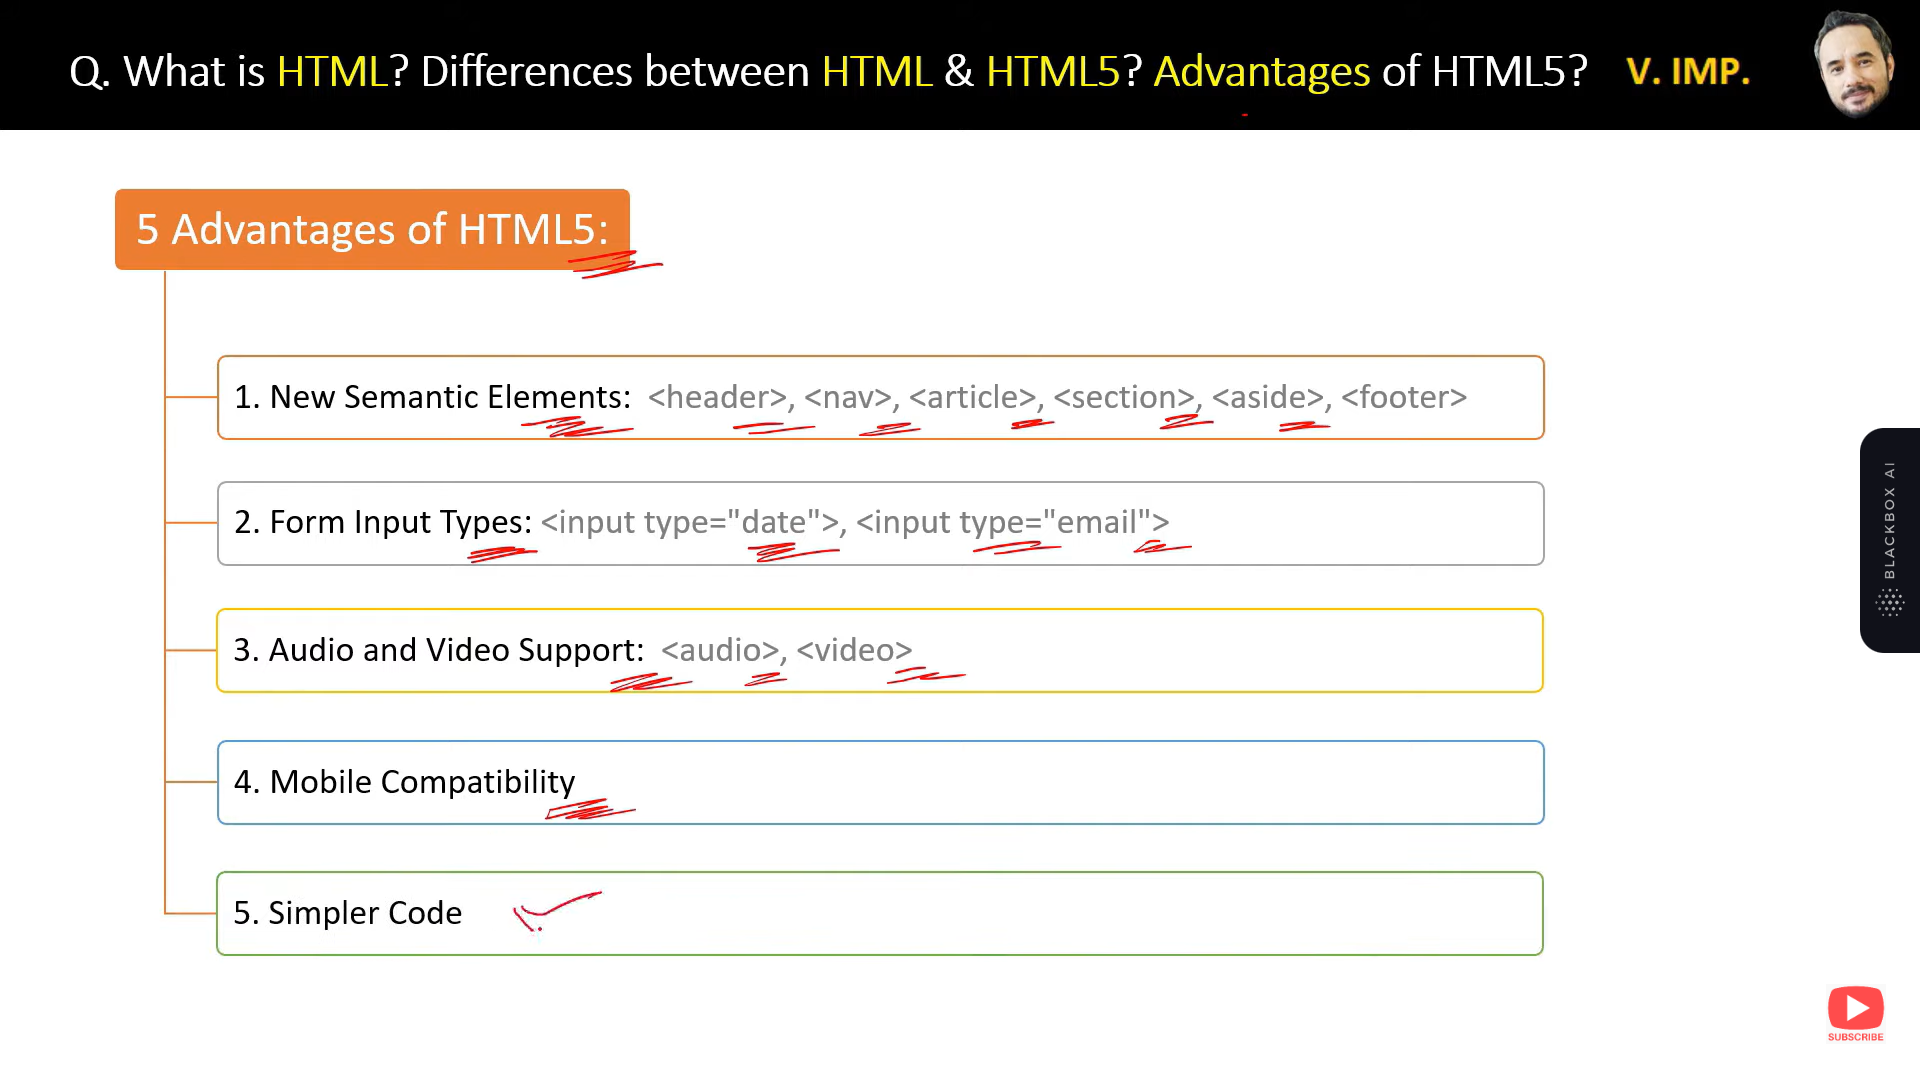 Q. What is HTML? Differences between HTML & HTML5? Advantages of HTML5? V. IMP.
5 Advantages of HTML5:
1. New Semantic Elements: <header>, <nav>, <article>, <section>, <aside>, <footer>
2. Form Input Types: <input type="date">, <input type="email">
3. Audio and Video Support: <audio>, <video>
4. Mobile Compatibility
5. Simpler Code
BLACKBOX AI
SUBSCRIBE